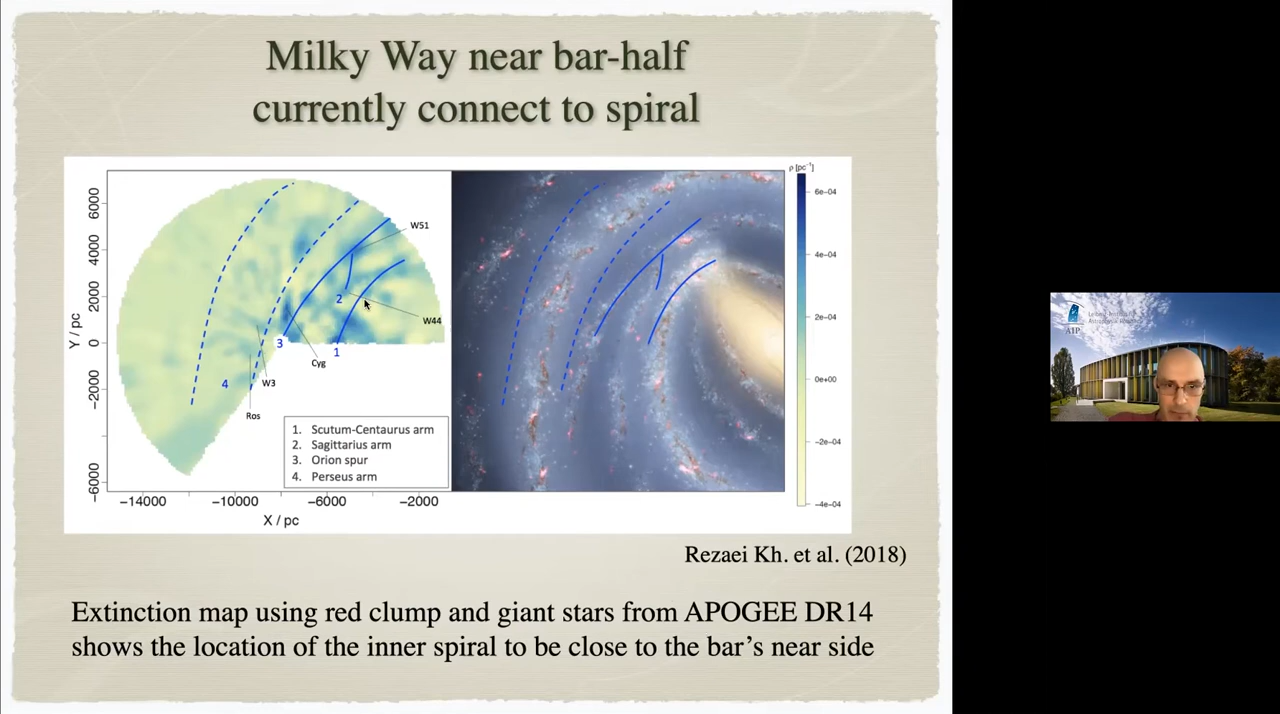 Milky Way near bar-half
currently connect to spiral
ρ [pc⁻¹]
6e−04
4e−04
2e−04
0e+00
−2e−04
−4e−04
Y / pc
6000
4000
2000
0
−2000
−6000
W51
2
W44
3
1
Cyg
4
W3
Ros
1. Scutum-Centaurus arm
2. Sagittarius arm
3. Orion spur
4. Perseus arm
−14000
−10000
−6000
−2000
X / pc
Rezaei Kh. et al. (2018)
Extinction map using red clump and giant stars from APOGEE DR14
shows the location of the inner spiral to be close to the bar's near side
AIP